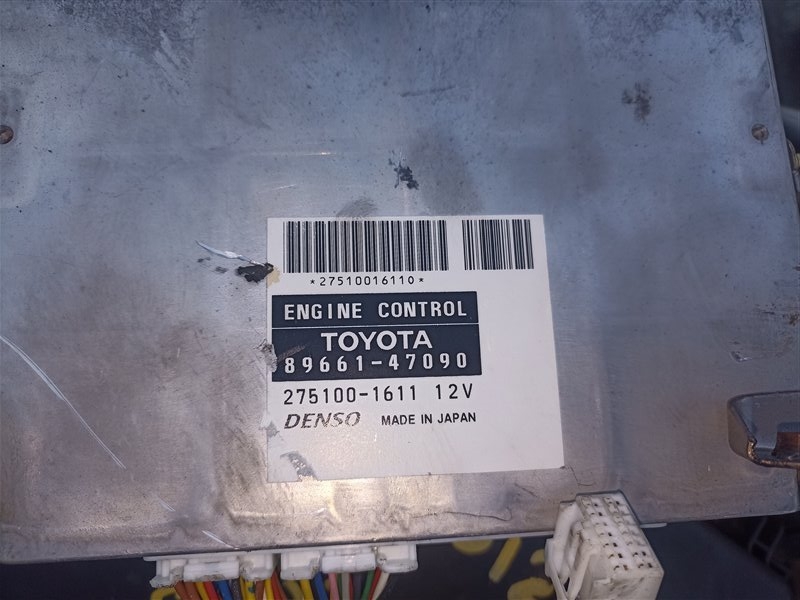 *27510016110*
ENGINE CONTROL
TOYOTA
89661-47090
275100-1611 12V
DENSO MADE IN JAPAN